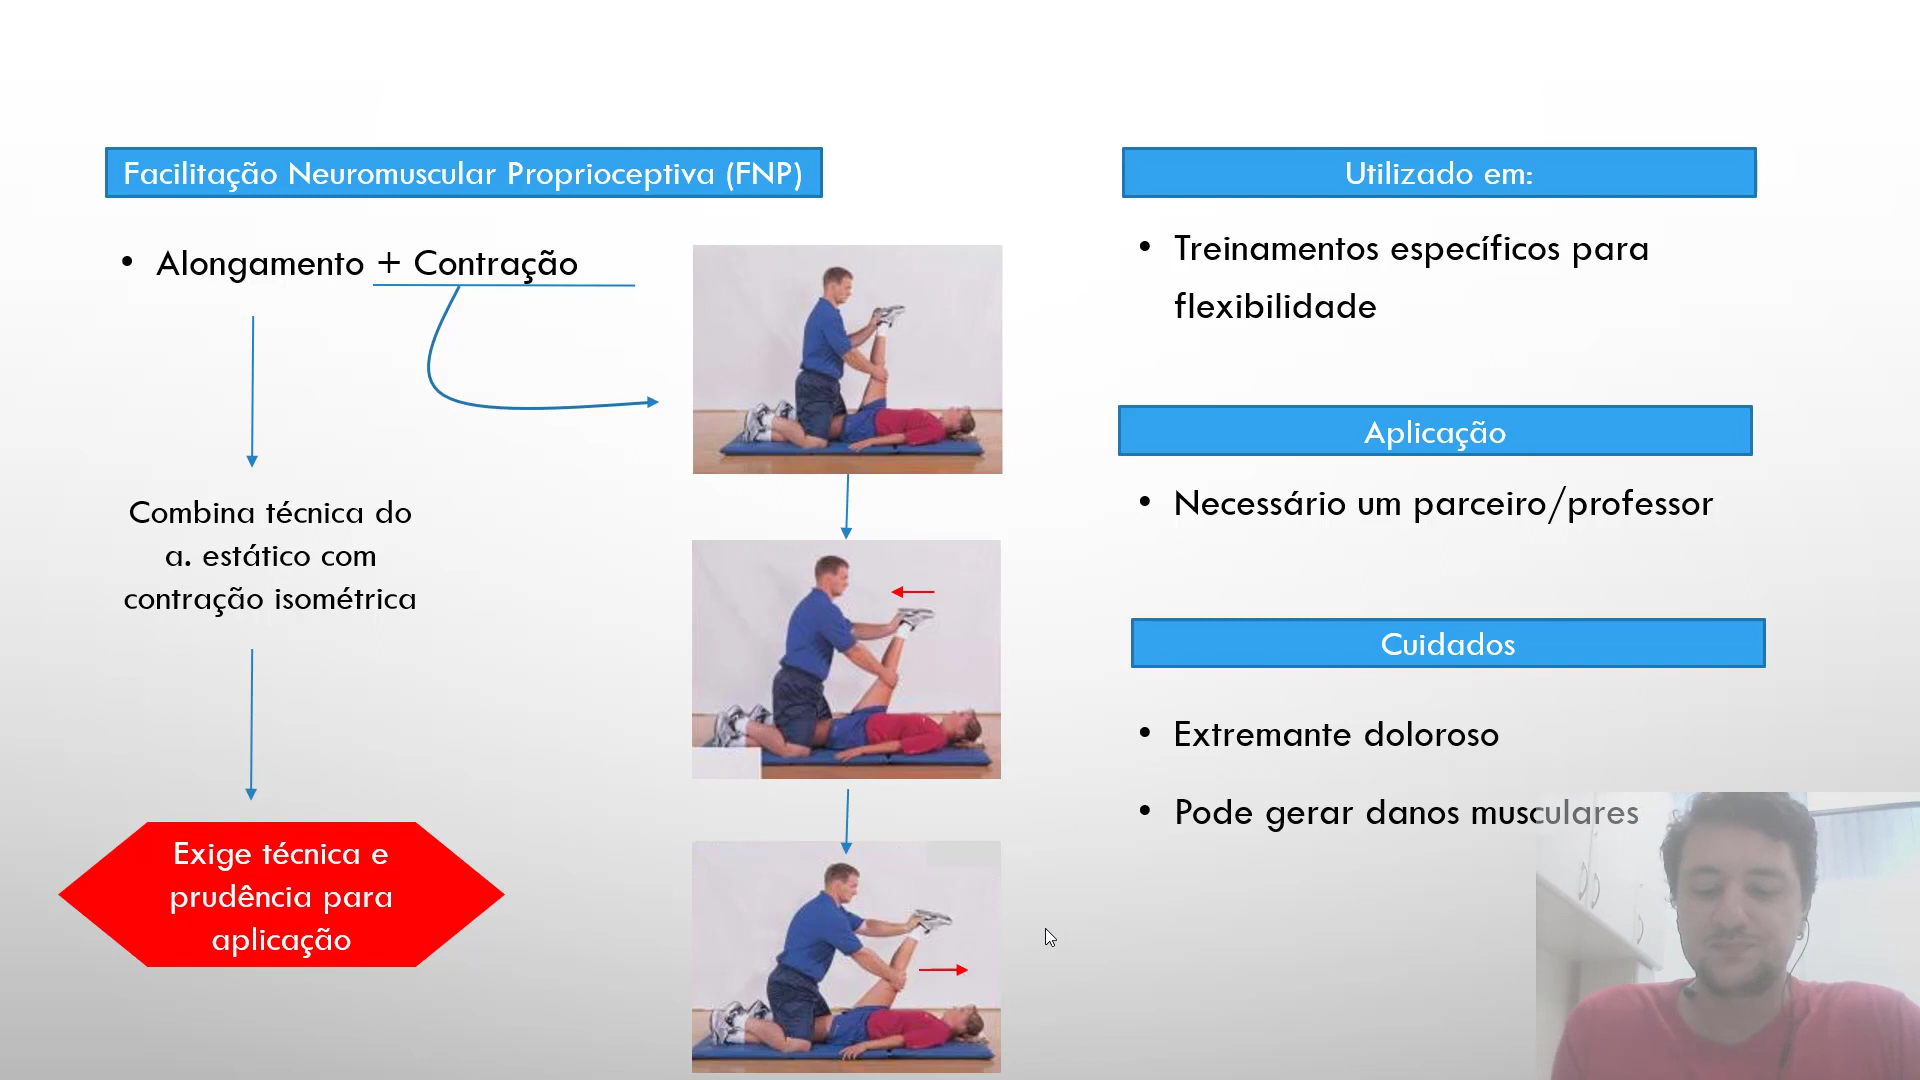 Facilitação Neuromuscular Proprioceptiva (FNP)
• Alongamento + Contração
Combina técnica do
a. estático com
contração isométrica
Exige técnica e
prudência para
aplicação
Utilizado em:
• Treinamentos específicos para
flexibilidade
Aplicação
• Necessário um parceiro/professor
Cuidados
• Extremante doloroso
• Pode gerar danos musculares